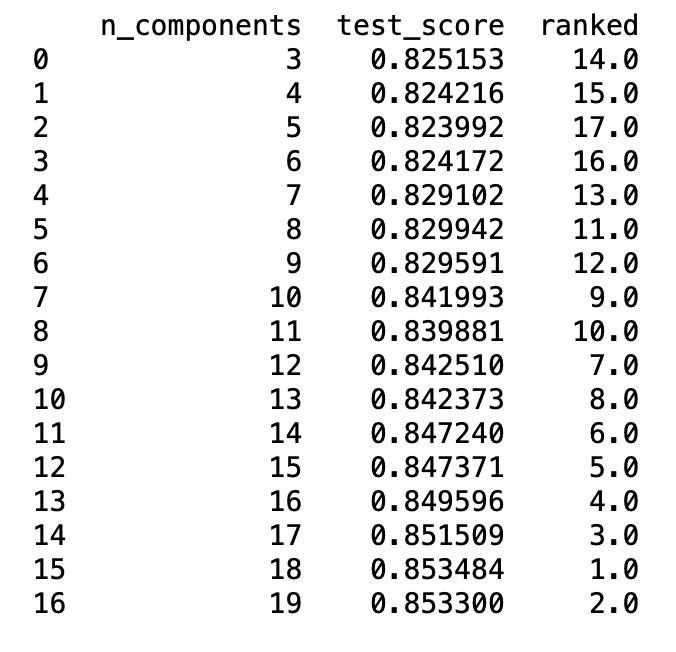 n_components test_score ranked
0 3 0.825153 14.0
1 4 0.824216 15.0
2 5 0.823992 17.0
3 6 0.824172 16.0
4 7 0.829102 13.0
5 8 0.829942 11.0
6 9 0.829591 12.0
7 10 0.841993 9.0
8 11 0.839881 10.0
9 12 0.842510 7.0
10 13 0.842373 8.0
11 14 0.847240 6.0
12 15 0.847371 5.0
13 16 0.849596 4.0
14 17 0.851509 3.0
15 18 0.853484 1.0
16 19 0.853300 2.0